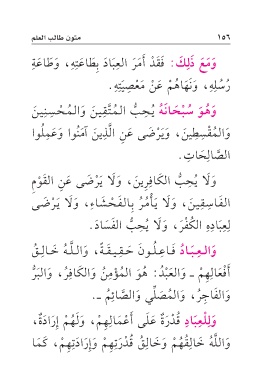 ١٥٦
متون طالب العلم
وَمَعَ ذَلِكَ: فَقَدْ أَمَرَ العِبَادَ بِطَاعَتِهِ، وَطَاعَةِ
رُسُلِهِ، وَنَهَاهُمْ عَنْ مَعْصِيَتِهِ.
وَهُوَ سُبْحَانَهُ يُحِبُّ المُتَّقِينَ وَالمُحْسِنِينَ
وَالمُقْسِطِينَ، وَيَرْضَى عَنِ الَّذِينَ آمَنُوا وَعَمِلُوا
الصَّالِحَاتِ.
وَلَا يُحِبُّ الكَافِرِينَ، وَلَا يَرْضَى عَنِ القَوْمِ
الفَاسِقِينَ، وَلَا يَأْمُرُ بِالفَحْشَاءِ، وَلَا يَرْضَى
لِعِبَادِهِ الكُفْرَ، وَلَا يُحِبُّ الفَسَادَ.
وَالعِبَادُ فَاعِلُونَ حَقِيقَةً، وَاللَّهُ خَالِقُ
أَفْعَالِهِمْ - وَالعَبْدُ: هُوَ المُؤْمِنُ وَالكَافِرُ، وَالبَرُّ
وَالفَاجِرُ، وَالمُصَلِّي وَالصَّائِمُ -.
وَلِلْعِبَادِ قُدْرَةٌ عَلَى أَعْمَالِهِمْ، وَلَهُمْ إِرَادَةٌ،
وَاللَّهُ خَالِقُهُمْ وَخَالِقُ قُدْرَتِهِمْ وَإِرَادَتِهِمْ، كَمَا